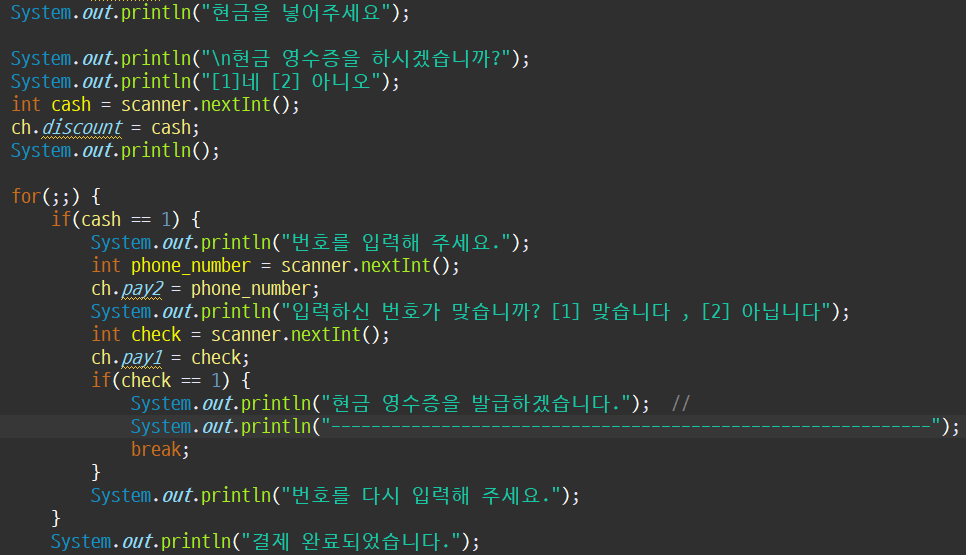 System.out.println("현금을 넣어주세요");
System.out.println("\n현금 영수증을 하시겠습니까?");
System.out.println("[1]네 [2] 아니오");
int cash = scanner.nextInt();
ch.discount = cash;
System.out.println();
for(;;) {
if(cash == 1) {
System.out.println("번호를 입력해 주세요.");
int phone_number = scanner.nextInt();
ch.pay2 = phone_number;
System.out.println("입력하신 번호가 맞습니까? [1] 맞습니다 , [2] 아닙니다");
int check = scanner.nextInt();
ch.pay1 = check;
if(check == 1) {
System.out.println("현금 영수증을 발급하겠습니다.");  //
System.out.println("------------------------------------------------------------");
break;
}
System.out.println("번호를 다시 입력해 주세요.");
}
System.out.println("결제 완료되었습니다.");